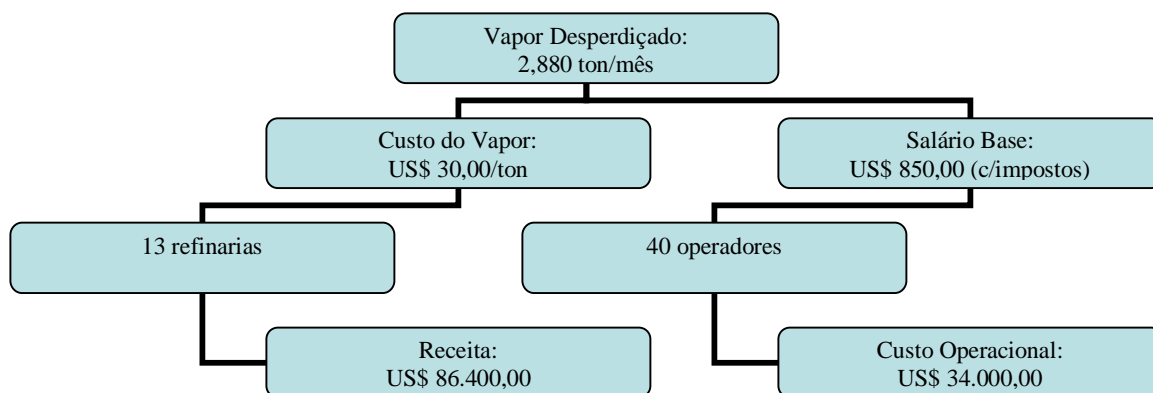 Vapor Desperdiçado:
2,880 ton/mês
Custo do Vapor:
US$ 30,00/ton
Salário Base:
US$ 850,00 (c/impostos)
13 refinarias
40 operadores
Receita:
US$ 86.400,00
Custo Operacional:
US$ 34.000,00